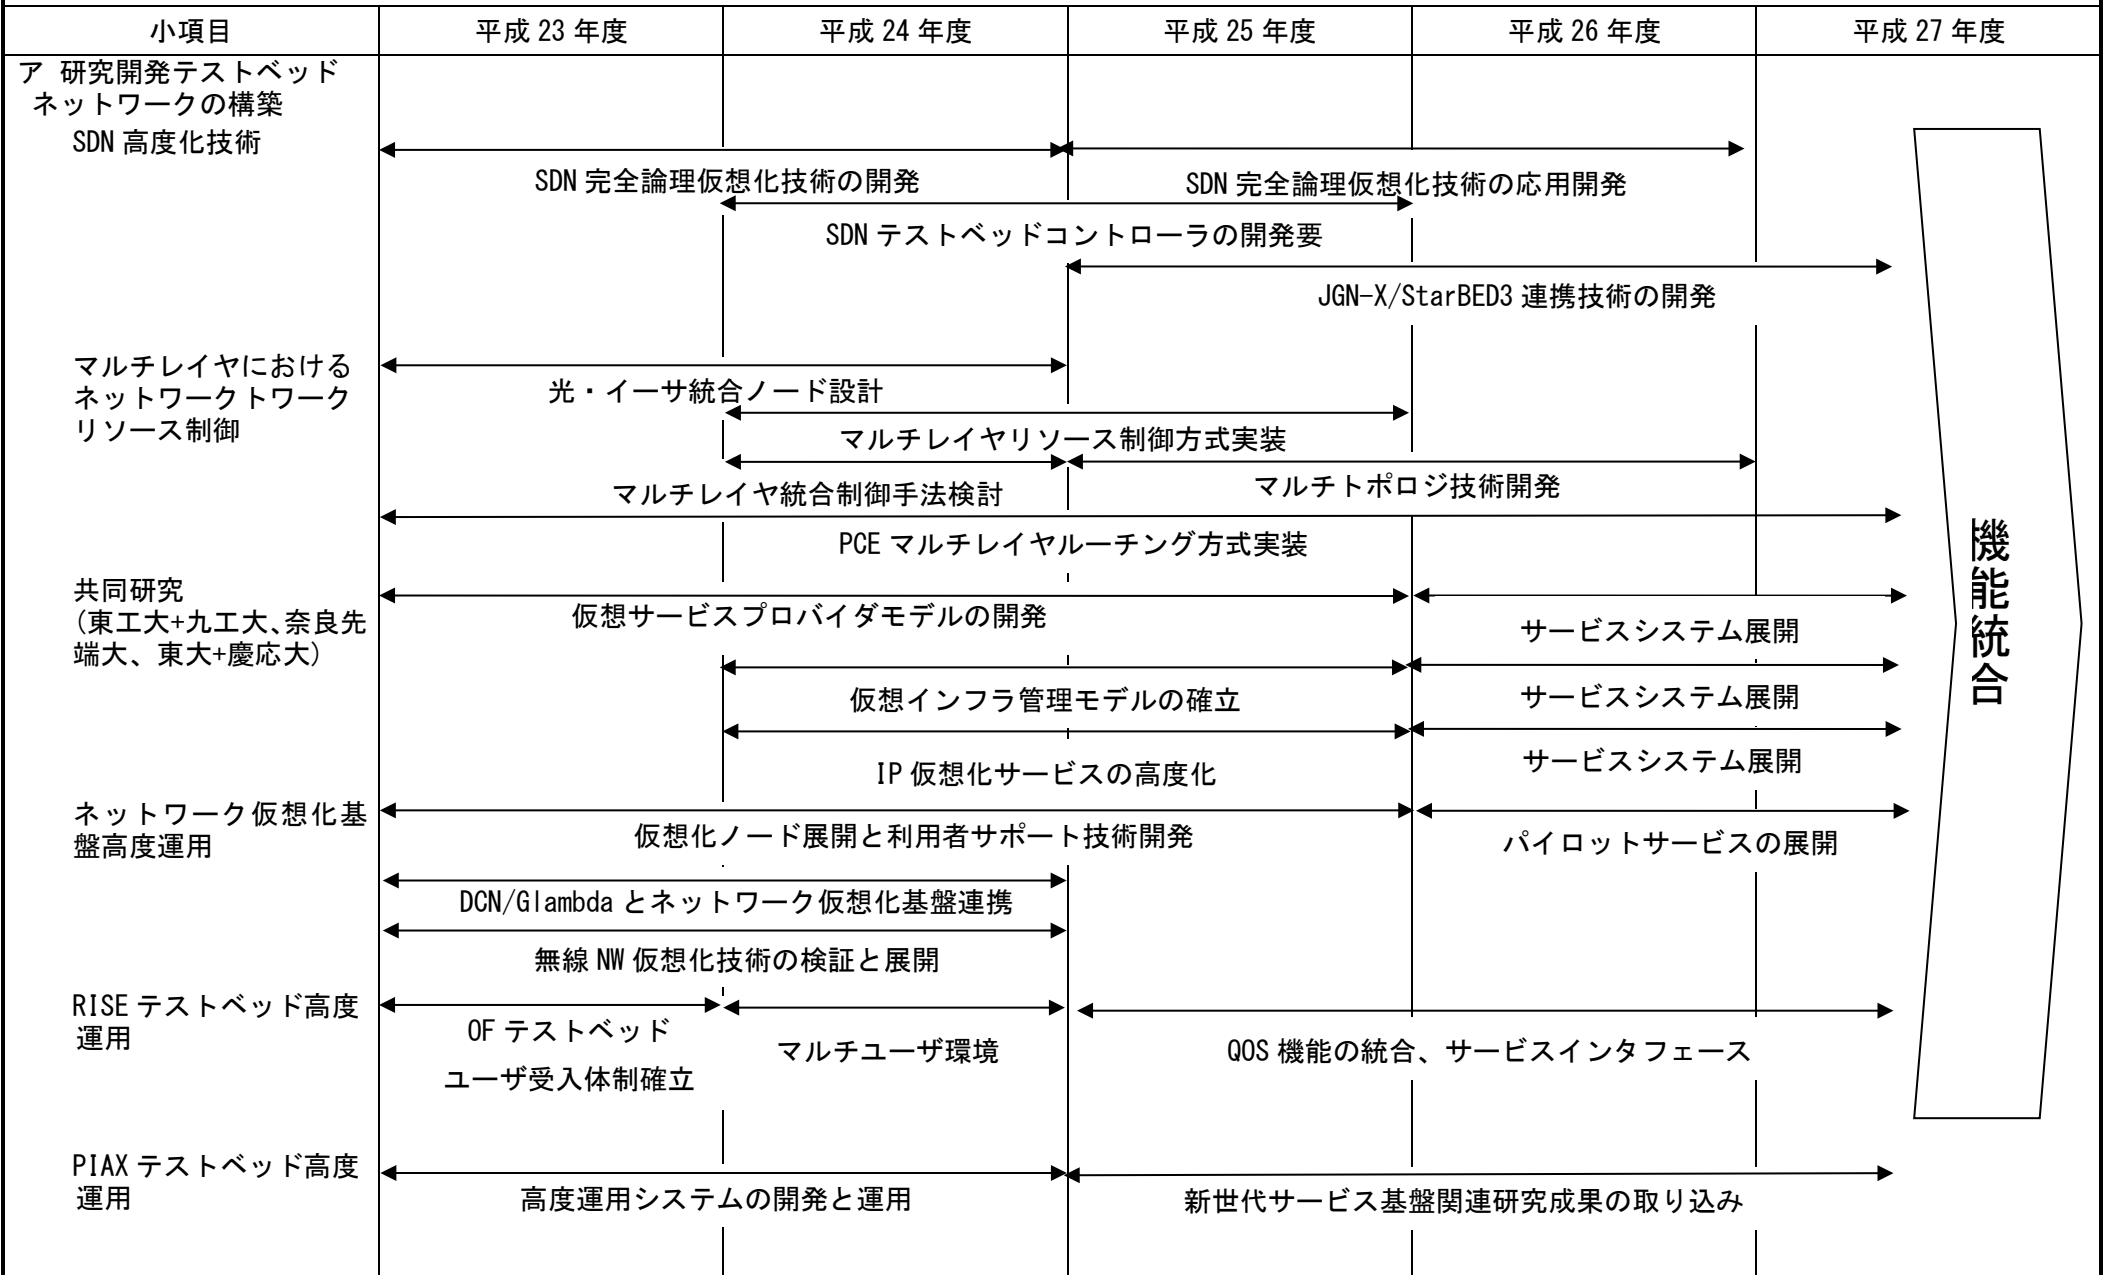 小項目
平成 23 年度
平成 24 年度
平成 25 年度
平成 26 年度
平成 27 年度
ア 研究開発テストベッド
ネットワークの構築
SDN 高度化技術
SDN 完全論理仮想化技術の開発
SDN 完全論理仮想化技術の応用開発
SDN テストベッドコントローラの開発要
JGN-X/StarBED3 連携技術の開発
マルチレイヤにおける
ネットワークトワーク
リソース制御
光・イーサ統合ノード設計
マルチレイヤリソース制御方式実装
マルチレイヤ統合制御手法検討
マルチトポロジ技術開発
PCE マルチレイヤルーチング方式実装
共同研究
(東工大+九工大、奈良先
端大、東大+慶応大)
仮想サービスプロバイダモデルの開発
サービスシステム展開
仮想インフラ管理モデルの確立
サービスシステム展開
IP 仮想化サービスの高度化
サービスシステム展開
ネットワーク仮想化基
盤高度運用
仮想化ノード展開と利用者サポート技術開発
パイロットサービスの展開
DCN/Glambda とネットワーク仮想化基盤連携
無線 NW 仮想化技術の検証と展開
RISE テストベッド高度
運用
OF テストベッド
ユーザ受入体制確立
マルチユーザ環境
QOS 機能の統合、サービスインタフェース
PIAX テストベッド高度
運用
高度運用システムの開発と運用
新世代サービス基盤関連研究成果の取り込み
機能統合